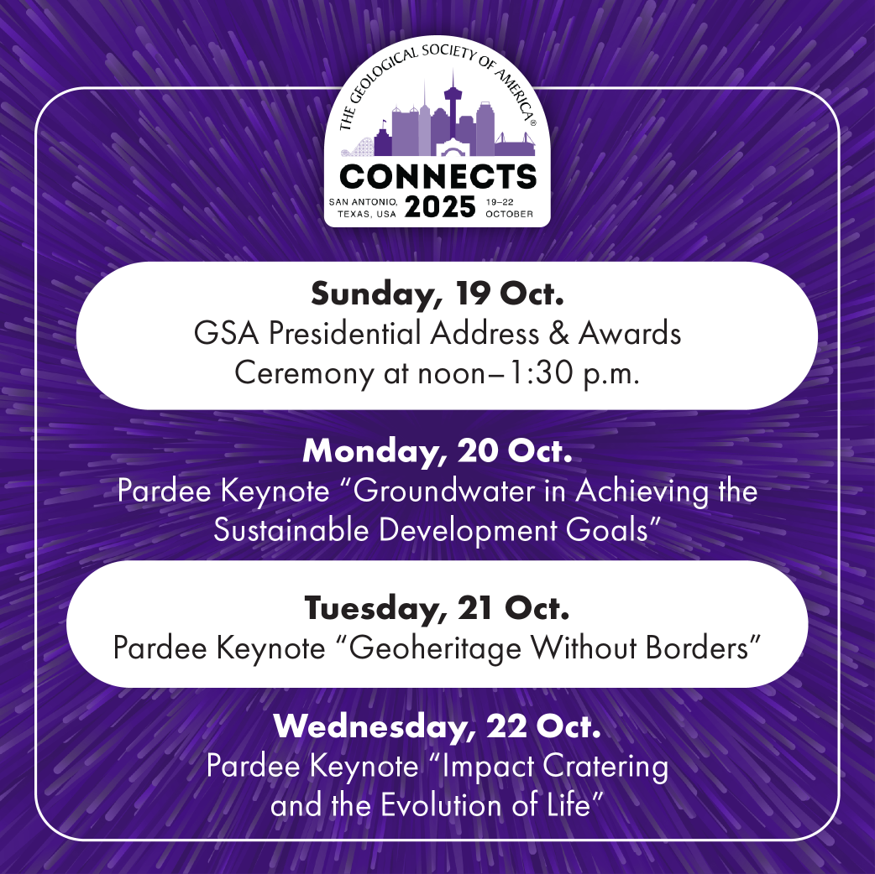 THE GEOLOGICAL SOCIETY OF AMERICA®
CONNECTS
SAN ANTONIO, TEXAS, USA
2025
19–22 OCTOBER
Sunday, 19 Oct.
GSA Presidential Address & Awards
Ceremony at noon–1:30 p.m.
Monday, 20 Oct.
Pardee Keynote “Groundwater in Achieving the
Sustainable Development Goals”
Tuesday, 21 Oct.
Pardee Keynote “Geoheritage Without Borders”
Wednesday, 22 Oct.
Pardee Keynote “Impact Cratering
and the Evolution of Life”